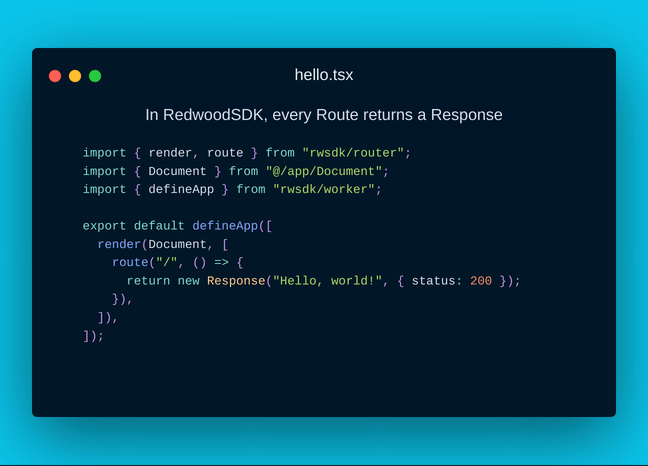 hello.tsx
In RedwoodSDK, every Route returns a Response
import { render, route } from "rwsdk/router";
import { Document } from "@/app/Document";
import { defineApp } from "rwsdk/worker";

export default defineApp([
  render(Document, [
    route("/", () => {
      return new Response("Hello, world!", { status: 200 });
    }),
  ]),
]);